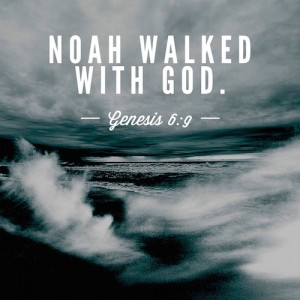 NOAH WALKED
WITH GOD.
— Genesis 6:9 —